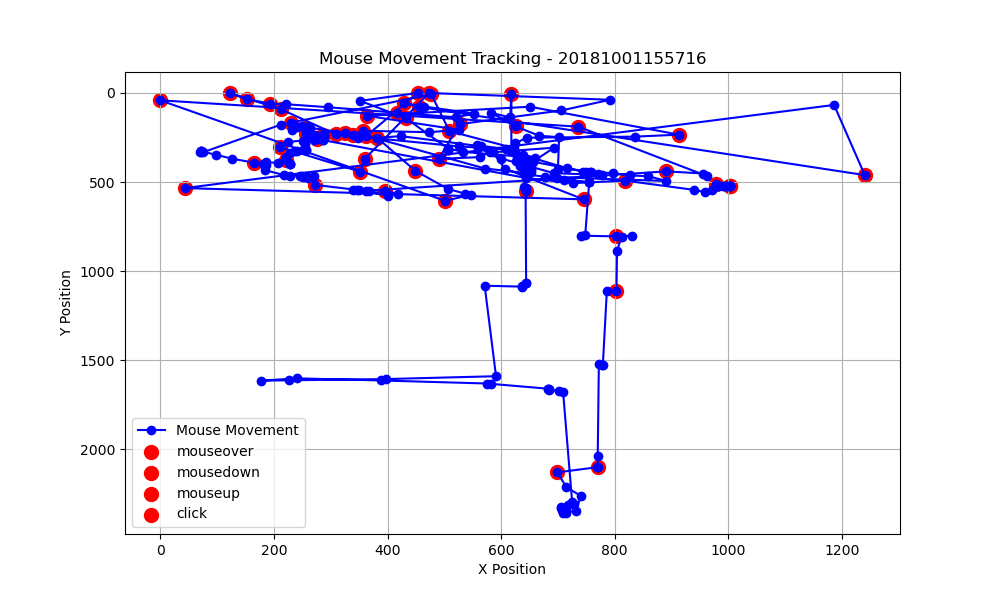 Mouse Movement Tracking - 20181001155716
0
500
1000
1500
2000
Y Position
Mouse Movement
mouseover
mousedown
mouseup
click
0 200 400 600 800 1000 1200
X Position